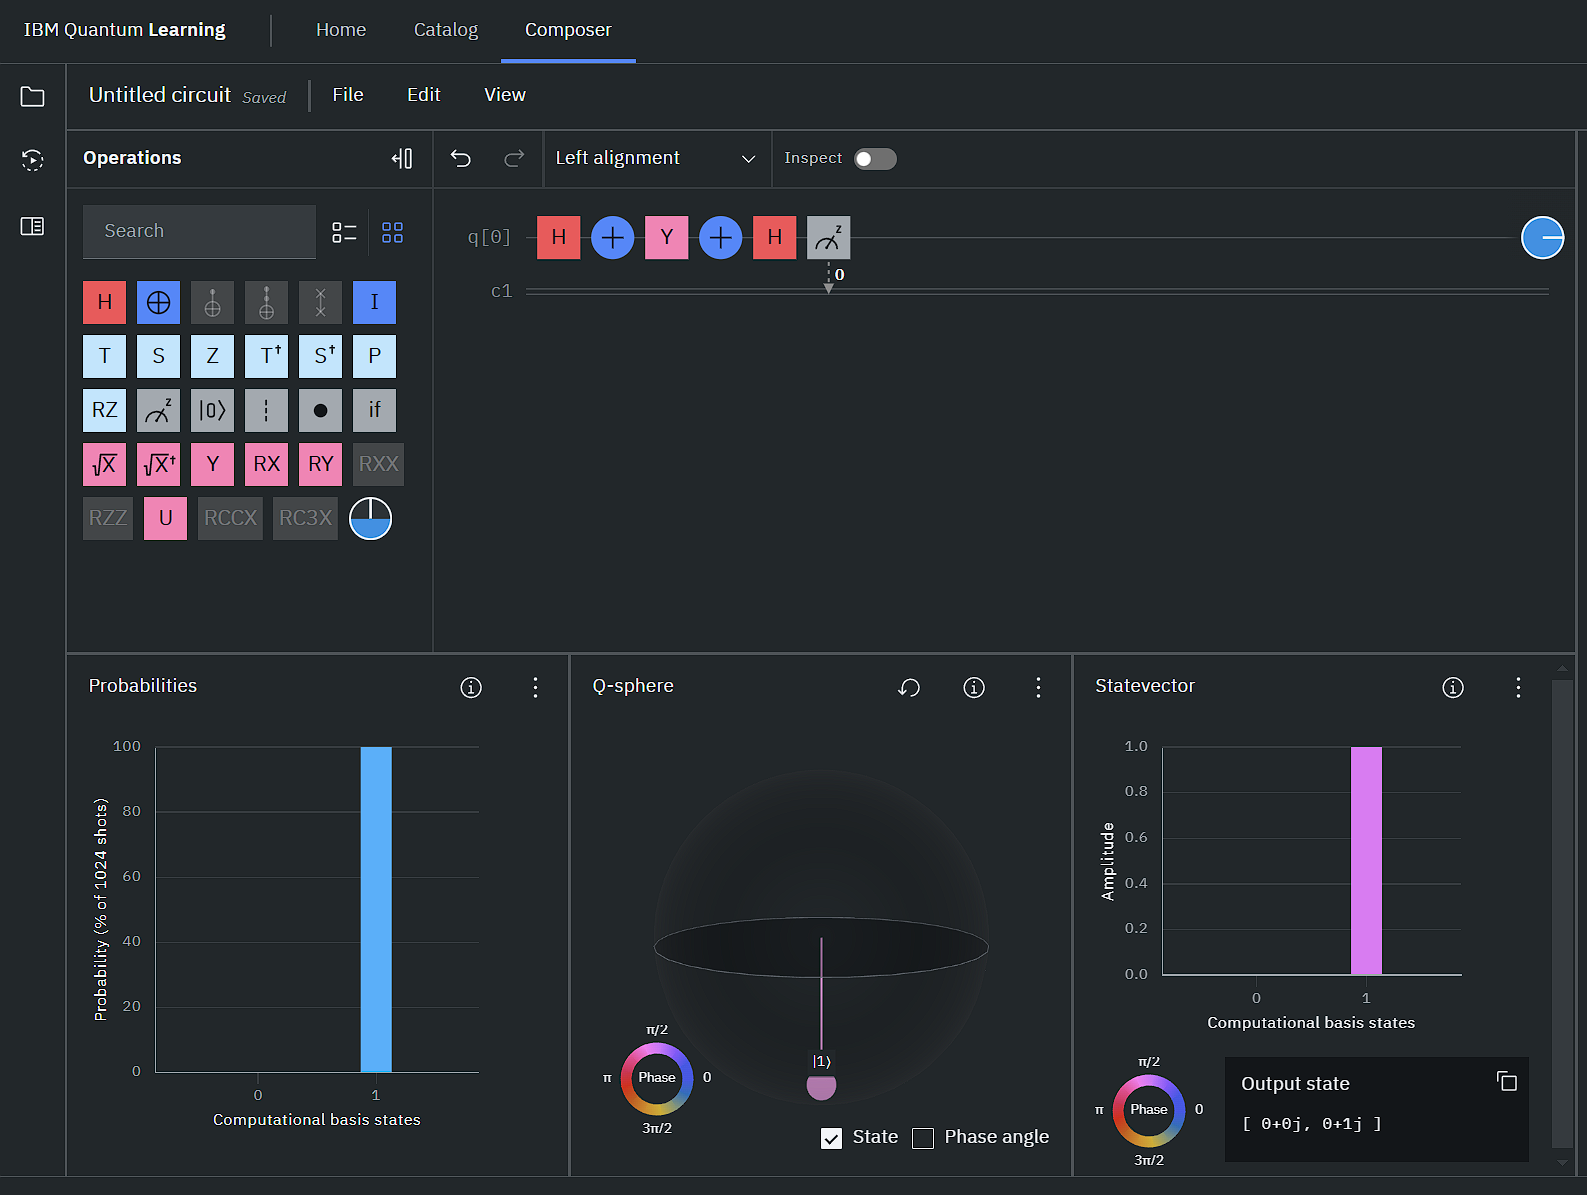 IBM Quantum Learning
Home
Catalog
Composer
Untitled circuit Saved
File
Edit
View
Operations
Left alignment
Inspect
Search
H
I
T
S
Z
T†
S†
P
RZ
z
|0⟩
if
√X
√X†
Y
RX
RY
RXX
RZZ
U
RCCX
RC3X
q[0]
H
+
Y
+
H
z
0
c1
Probabilities
Probability (% of 1024 shots)
100
80
60
40
20
0
0
1
Computational basis states
Q-sphere
|1⟩
π/2
π
Phase
0
3π/2
State
Phase angle
Statevector
Amplitude
1.0
0.8
0.6
0.4
0.2
0.0
0
1
Computational basis states
π/2
π
Phase
0
3π/2
Output state
[ 0+0j, 0+1j ]